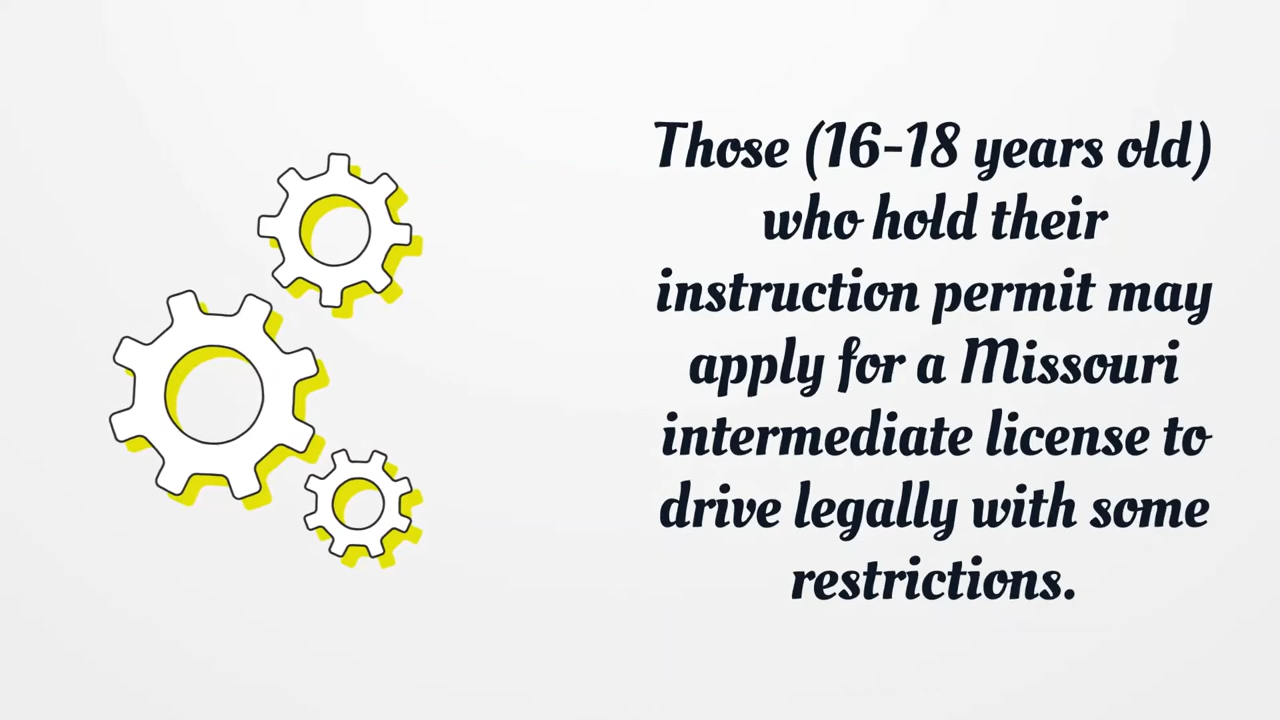 Those (16-18 years old)
who hold their
instruction permit may
apply for a Missouri
intermediate license to
drive legally with some
restrictions.